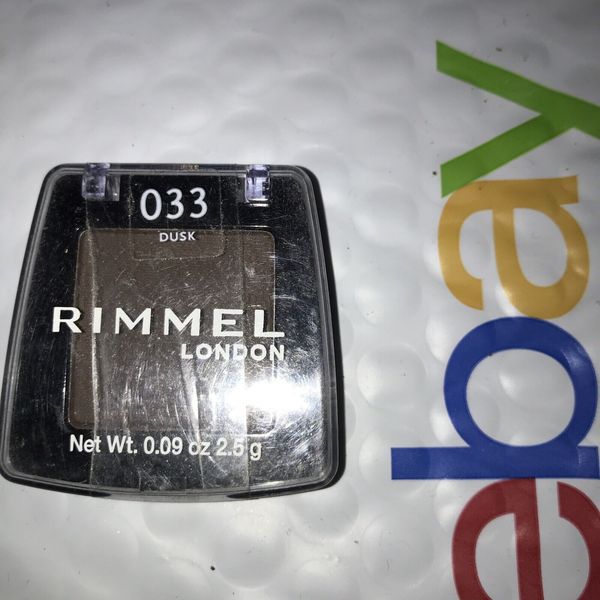 033
DUSK
RIMMEL
LONDON
Net Wt. 0.09 oz 2.5 g
ebay